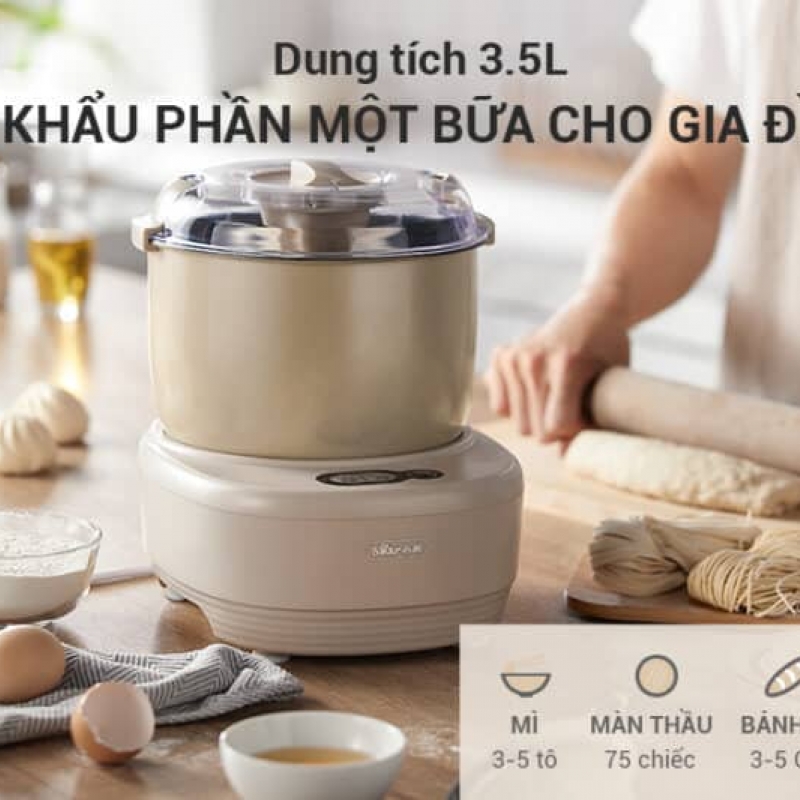 Dung tích 3.5L
KHẨU PHẦN MỘT BỮA CHO GIA
MÌ
3-5 tô
MÀN THẦU
75 chiếc
BÁNH
3-5